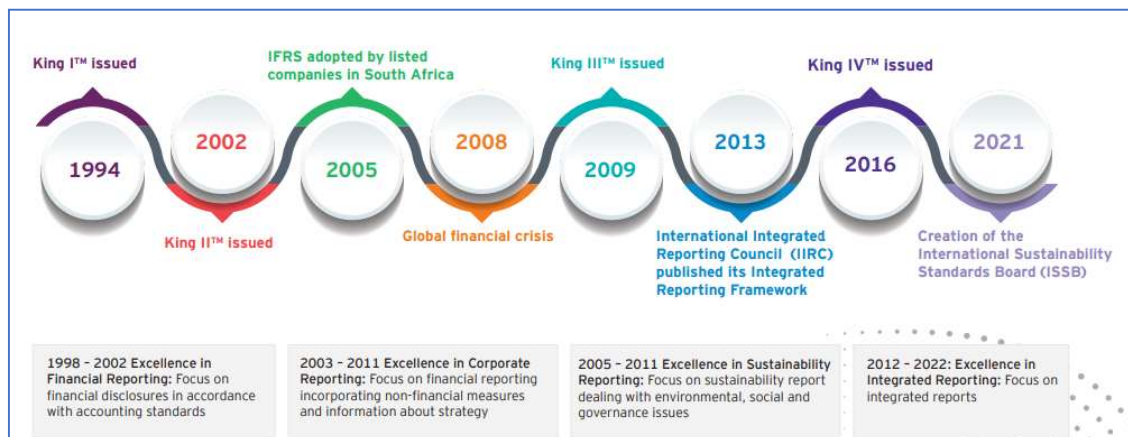 King I™ issued
1994
2002
King II™ issued
IFRS adopted by listed
companies in South Africa
2005
2008
Global financial crisis
King III™ issued
2009
2013
International Integrated
Reporting Council (IIRC)
published its Integrated
Reporting Framework
King IV™ issued
2016
2021
Creation of the
International Sustainability
Standards Board (ISSB)
1998 – 2002 Excellence in
Financial Reporting: Focus on
financial disclosures in accordance
with accounting standards
2003 – 2011 Excellence in Corporate
Reporting: Focus on financial reporting
incorporating non-financial measures
and information about strategy
2005 – 2011 Excellence in Sustainability
Reporting: Focus on sustainability report
dealing with environmental, social and
governance issues
2012 – 2022: Excellence in
Integrated Reporting: Focus on
integrated reports